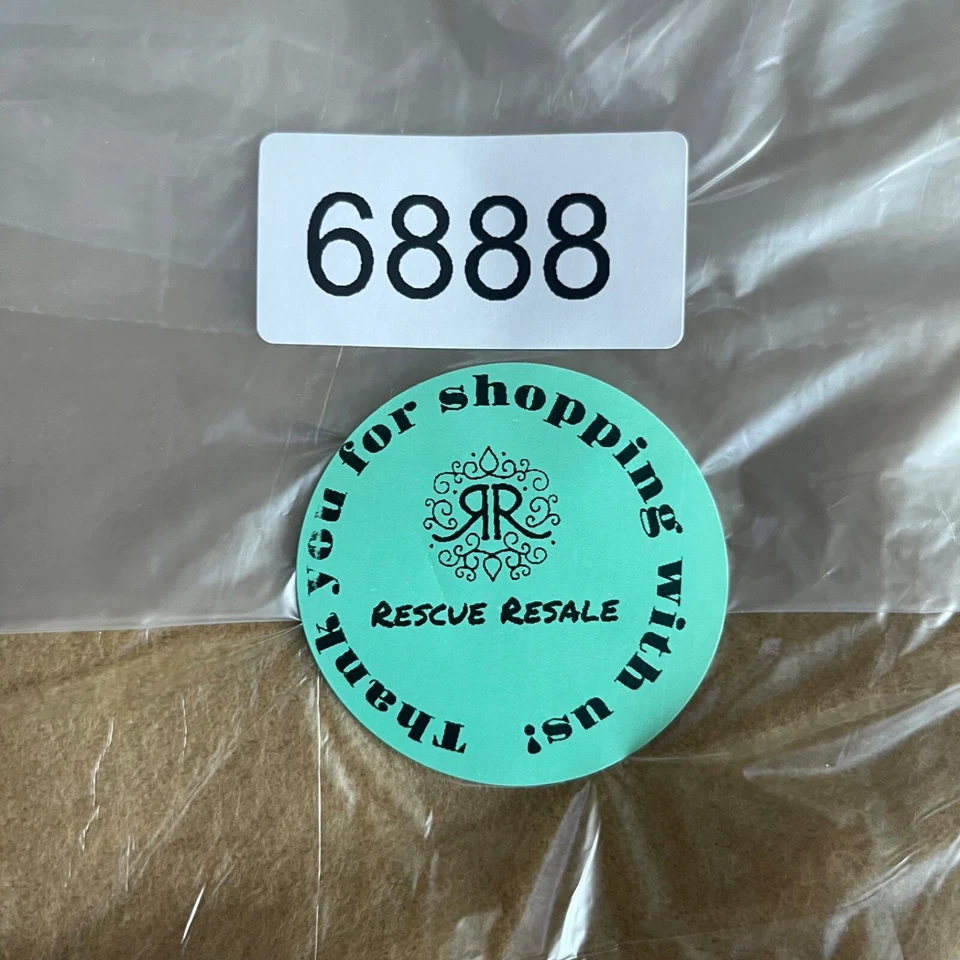 6888
Thank you for shopping with us!
RR
RESCUE RESALE